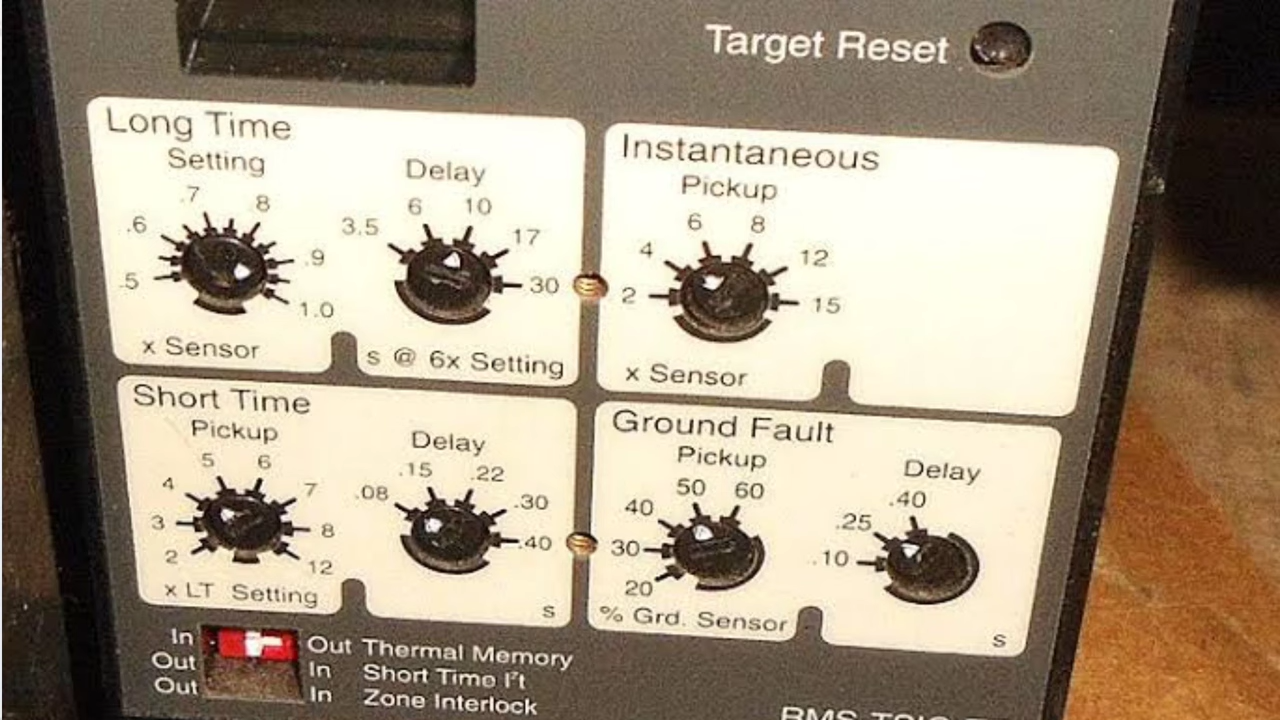 Target Reset
Long Time
Setting
.5 .6 .7 .8 .9 1.0
x Sensor
Delay
3.5 6 10 17 30
s @ 6x Setting
Instantaneous
Pickup
2 4 6 8 12 15
x Sensor
Short Time
Pickup
2 3 4 5 6 7 8 12
x LT Setting
Delay
.08 .15 .22 .30 .40
s
Ground Fault
Pickup
20 30 40 50 60
% Grd. Sensor
Delay
.10 .25 .40
s
In Out Thermal Memory
Out In Short Time I²t
Out In Zone Interlock